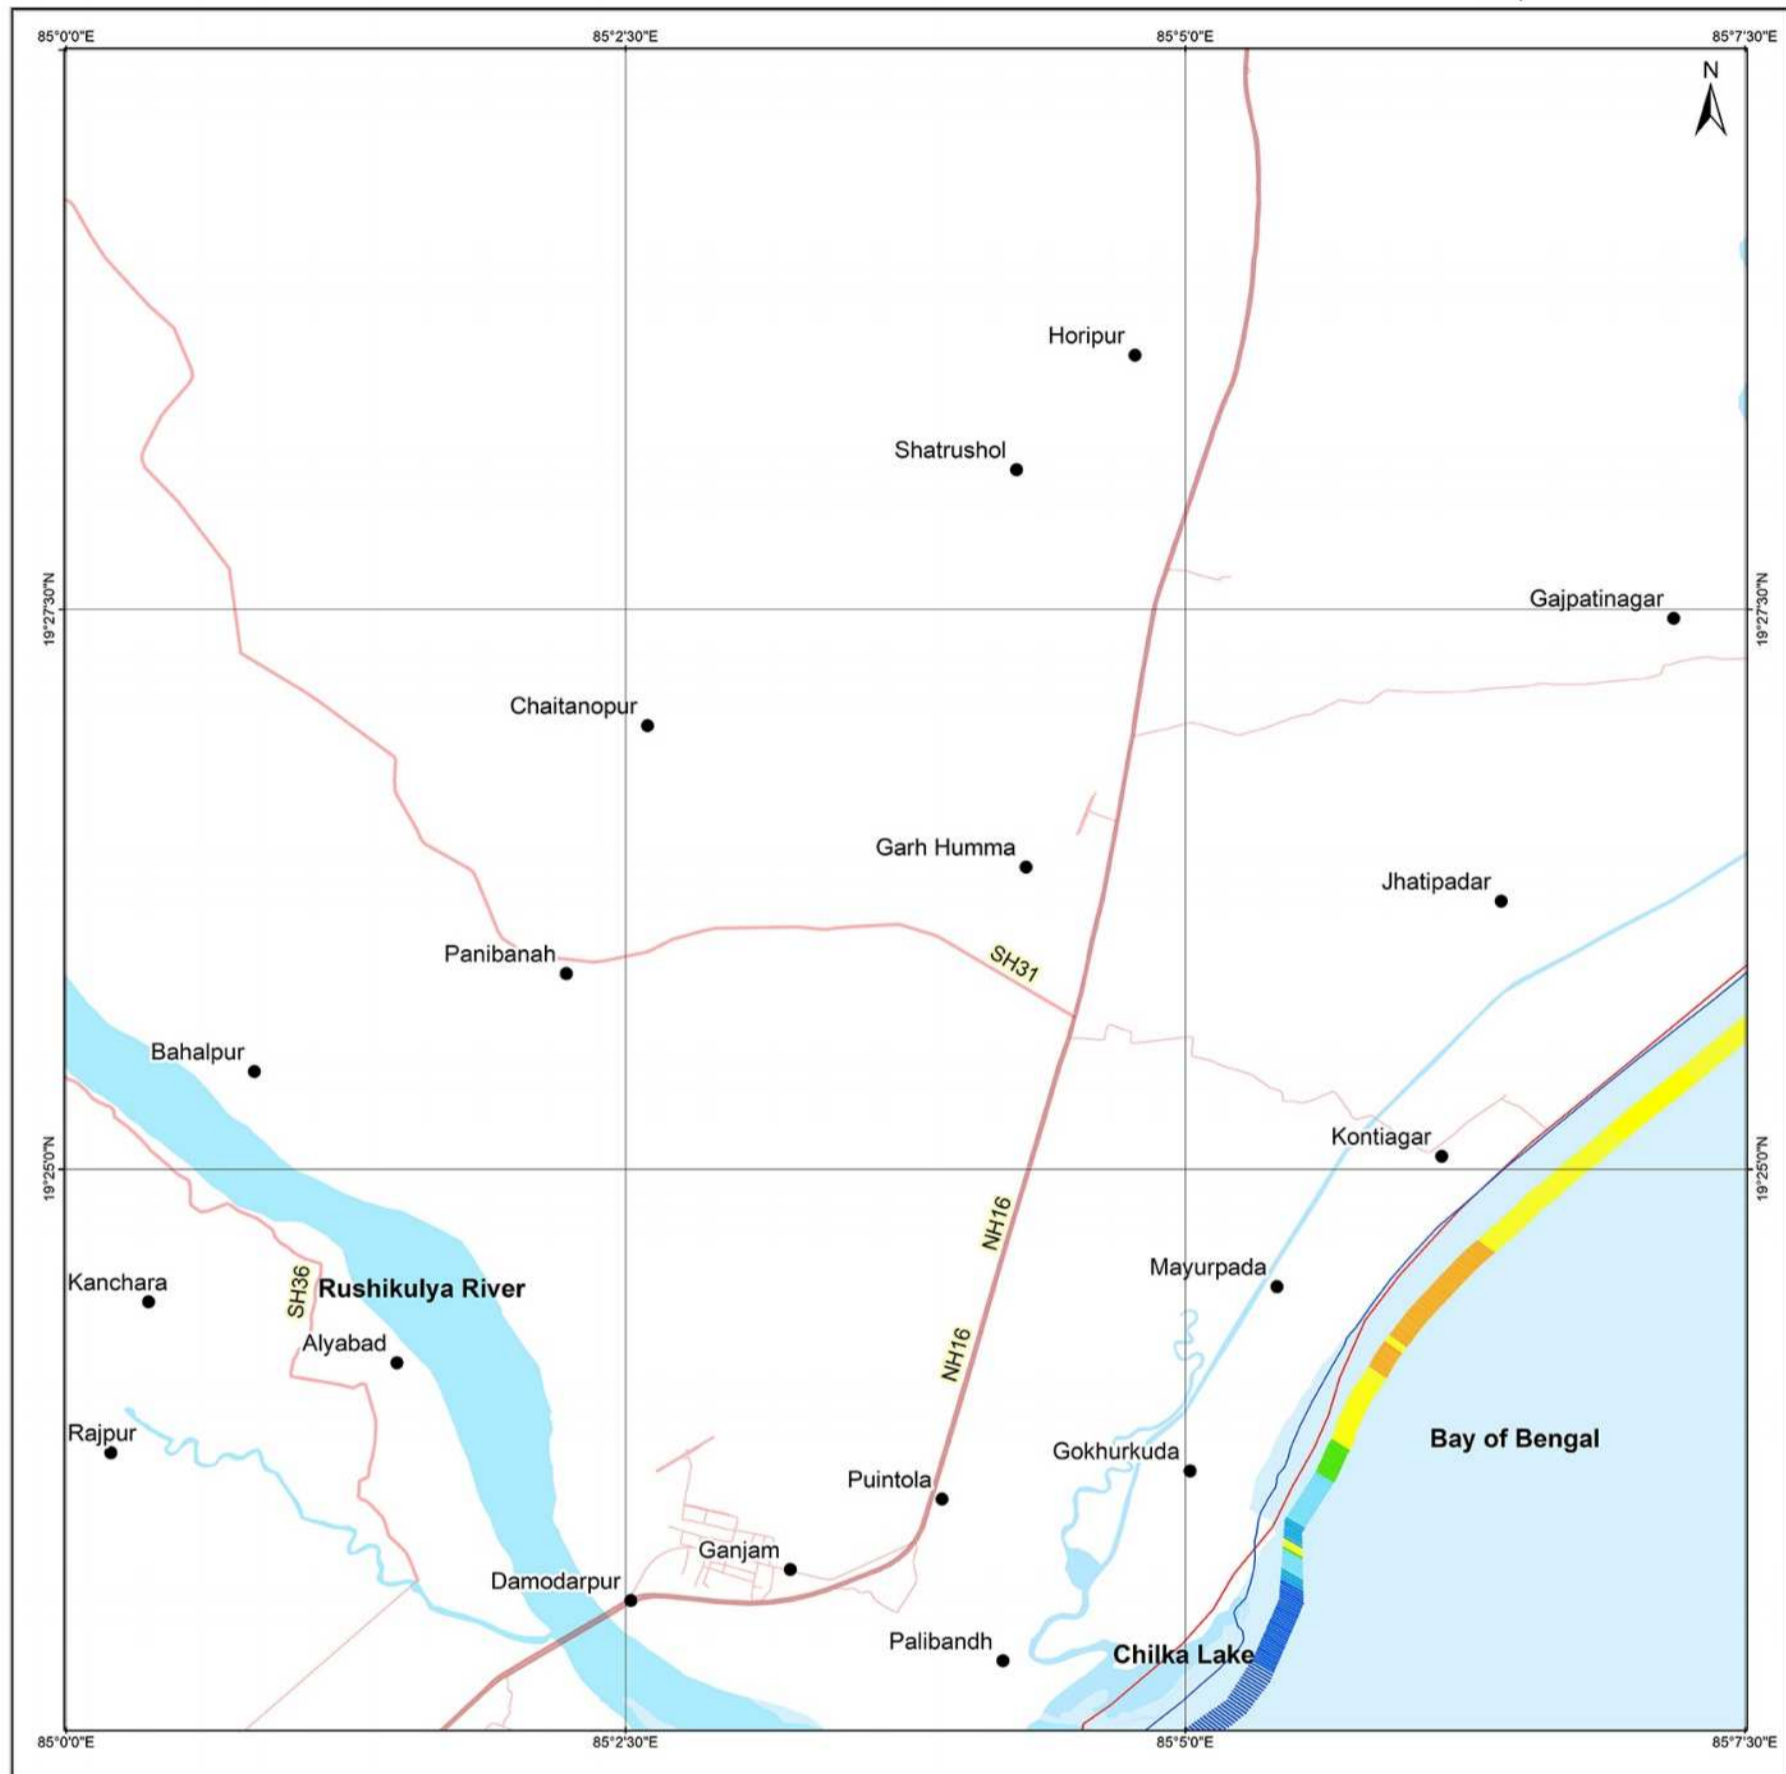 85°0'0"E
85°2'30"E
85°5'0"E
85°7'30"E
N
Horipur
Shatrushol
19°27'30"N
Gajpatinagar
19°27'30"N
Chaitanopur
Garh Humma
Jhatipadar
Panibanah
SH31
Bahalpur
Kontiagar
19°25'0"N
19°25'0"N
NH16
Mayurpada
Kanchara
SH36
Rushikulya River
Alyabad
NH16
Rajpur
Bay of Bengal
Gokhurkuda
Puintola
Ganjam
Damodarpur
Palibandh
Chilka Lake
85°0'0"E
85°2'30"E
85°5'0"E
85°7'30"E